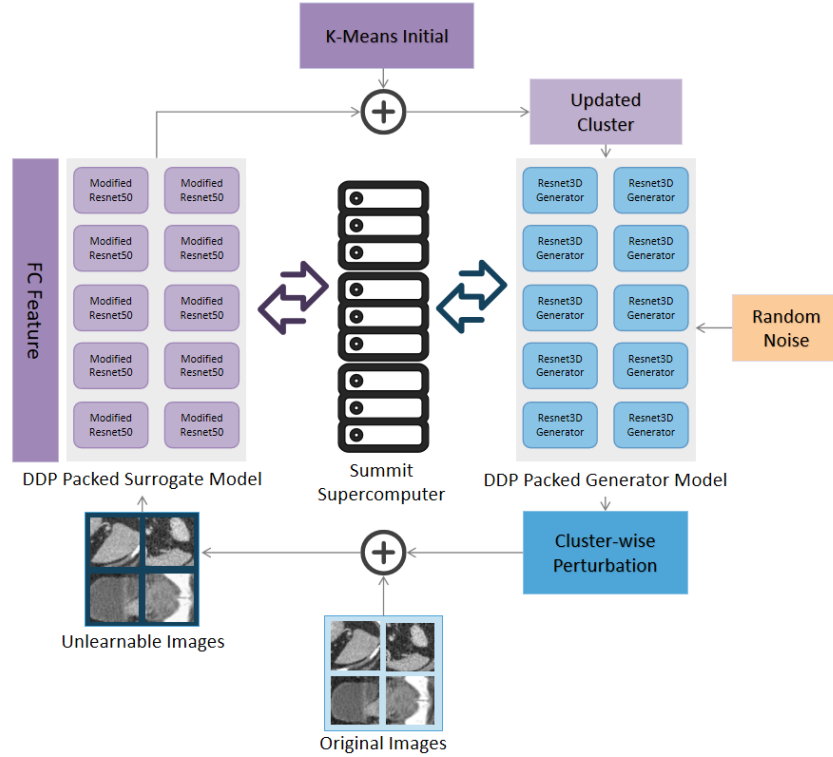 K-Means Initial
Updated
Cluster
FC Feature
Modified
Resnet50
Modified
Resnet50
Modified
Resnet50
Modified
Resnet50
Modified
Resnet50
Modified
Resnet50
Modified
Resnet50
Modified
Resnet50
Modified
Resnet50
Modified
Resnet50
DDP Packed Surrogate Model
Summit
Supercomputer
Resnet3D
Generator
Resnet3D
Generator
Resnet3D
Generator
Resnet3D
Generator
Resnet3D
Generator
Resnet3D
Generator
Resnet3D
Generator
Resnet3D
Generator
Resnet3D
Generator
Resnet3D
Generator
DDP Packed Generator Model
Random
Noise
Cluster-wise
Perturbation
Unlearnable Images
Original Images